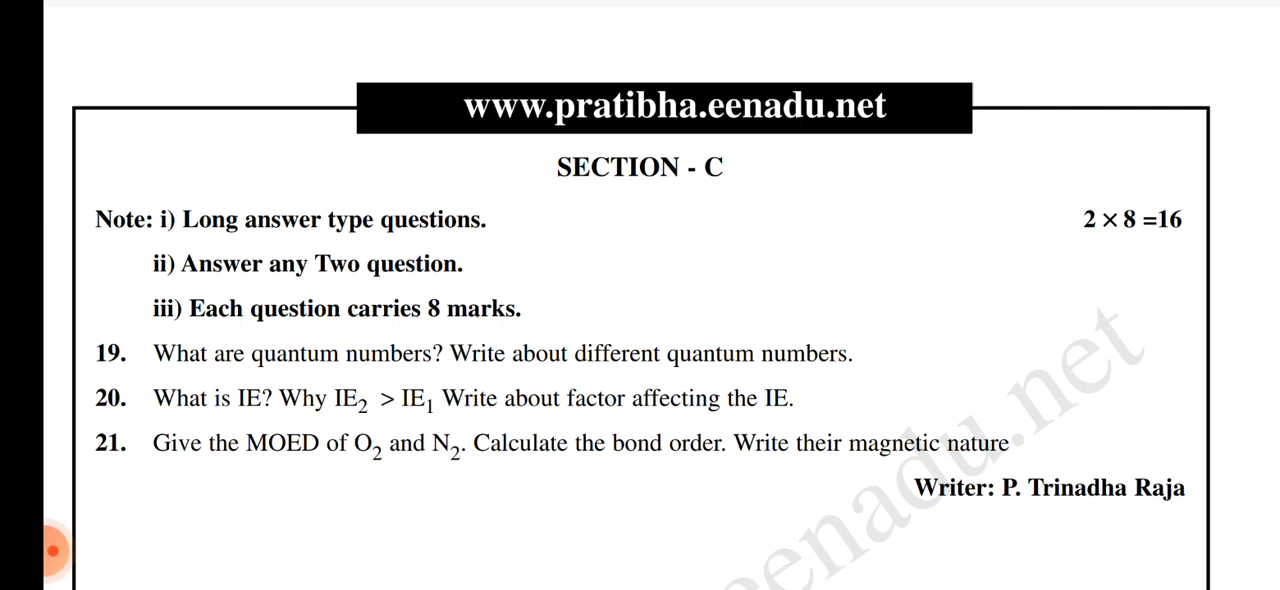 www.pratibha.eenadu.net
SECTION - C
Note: i) Long answer type questions. 2 × 8 =16
ii) Answer any Two question.
iii) Each question carries 8 marks.
19. What are quantum numbers? Write about different quantum numbers.
20. What is IE? Why IE₂ > IE₁ Write about factor affecting the IE.
21. Give the MOED of O₂ and N₂. Calculate the bond order. Write their magnetic nature
Writer: P. Trinadha Raja
eenadu.net